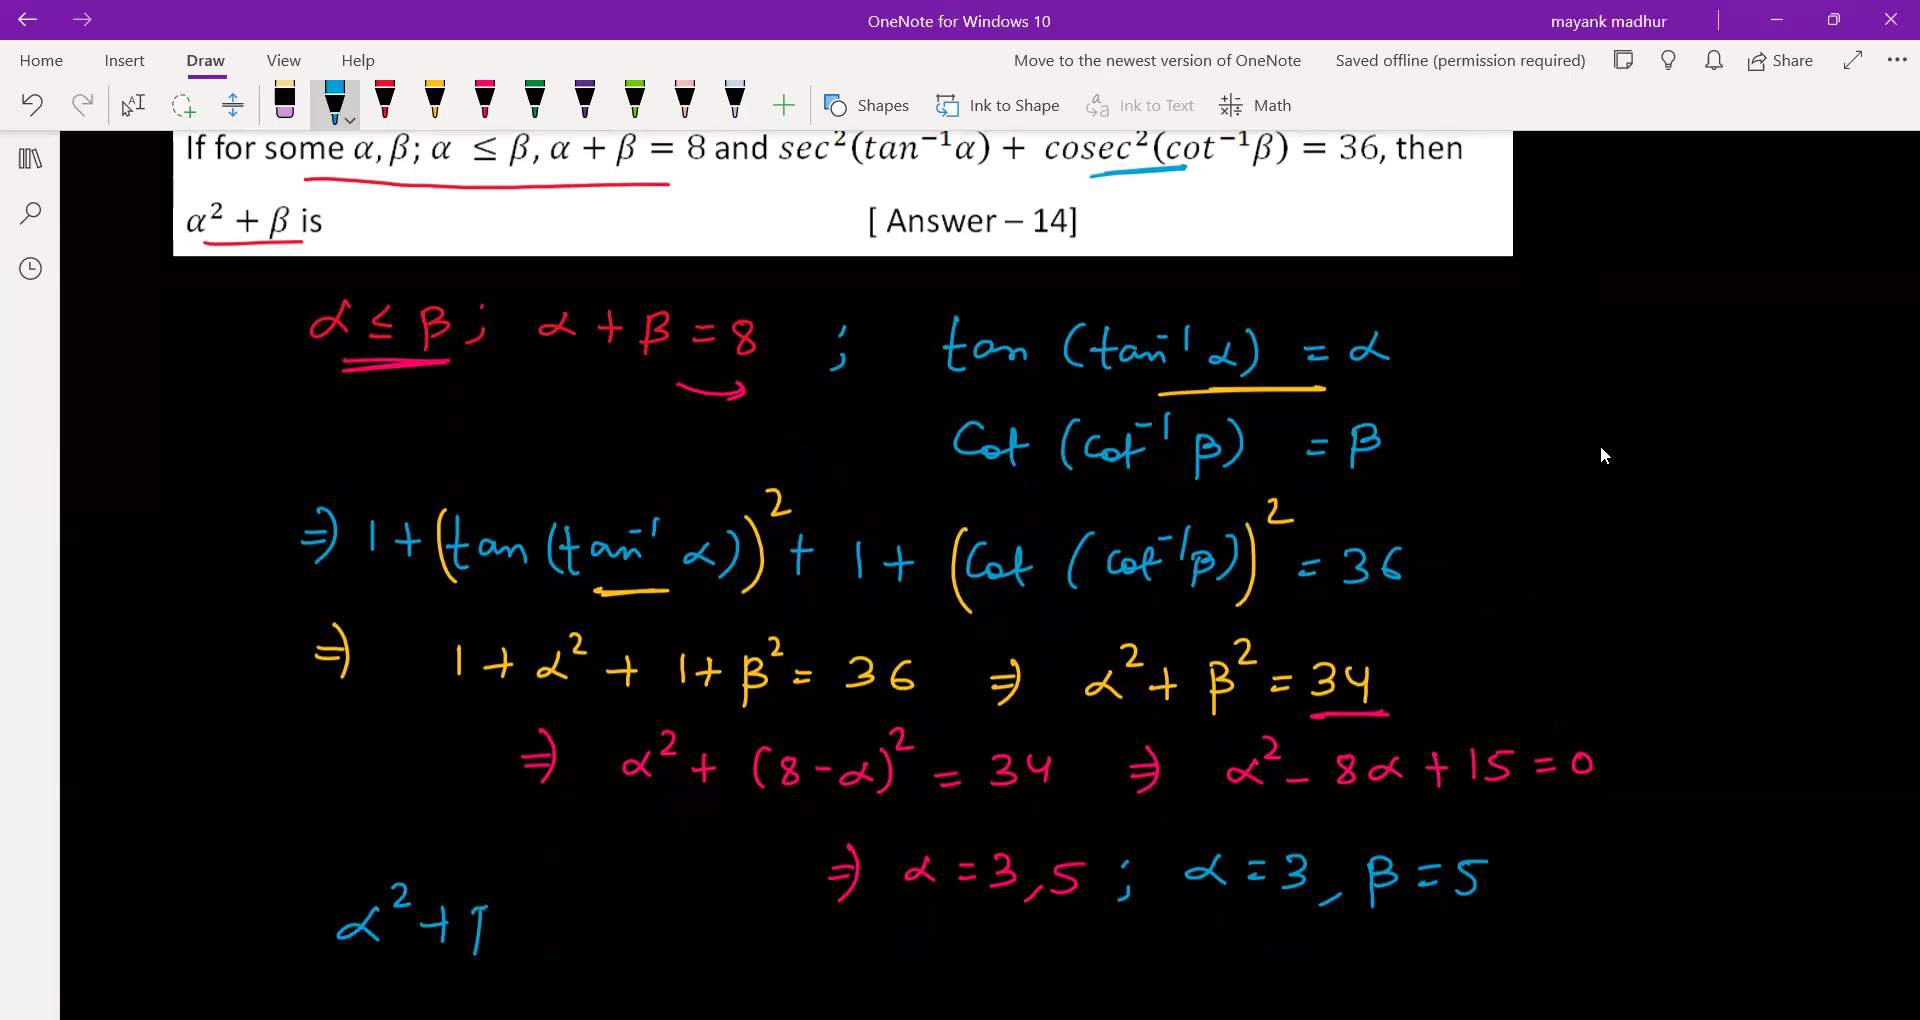 OneNote for Windows 10
mayank madhur
Home Insert Draw View Help
Move to the newest version of OneNote Saved offline (permission required) Share
Shapes Ink to Shape Ink to Text Math
If for some α, β; α ≤ β, α + β = 8 and sec²(tan⁻¹α) + cosec²(cot⁻¹β) = 36, then
α² + β is [ Answer – 14]
α ≤ β ; α + β = 8 ; tan (tan⁻¹ α) = α
Cot (cot⁻¹ β) = β
⇒ 1 + (tan (tan⁻¹ α))² + 1 + (Cot (cot⁻¹β))² = 36
⇒ 1 + α² + 1 + β² = 36 ⇒ α² + β² = 34
⇒ α² + (8 - α)² = 34 ⇒ α² - 8α + 15 = 0
⇒ α = 3, 5 ; α = 3, β = 5
α² +